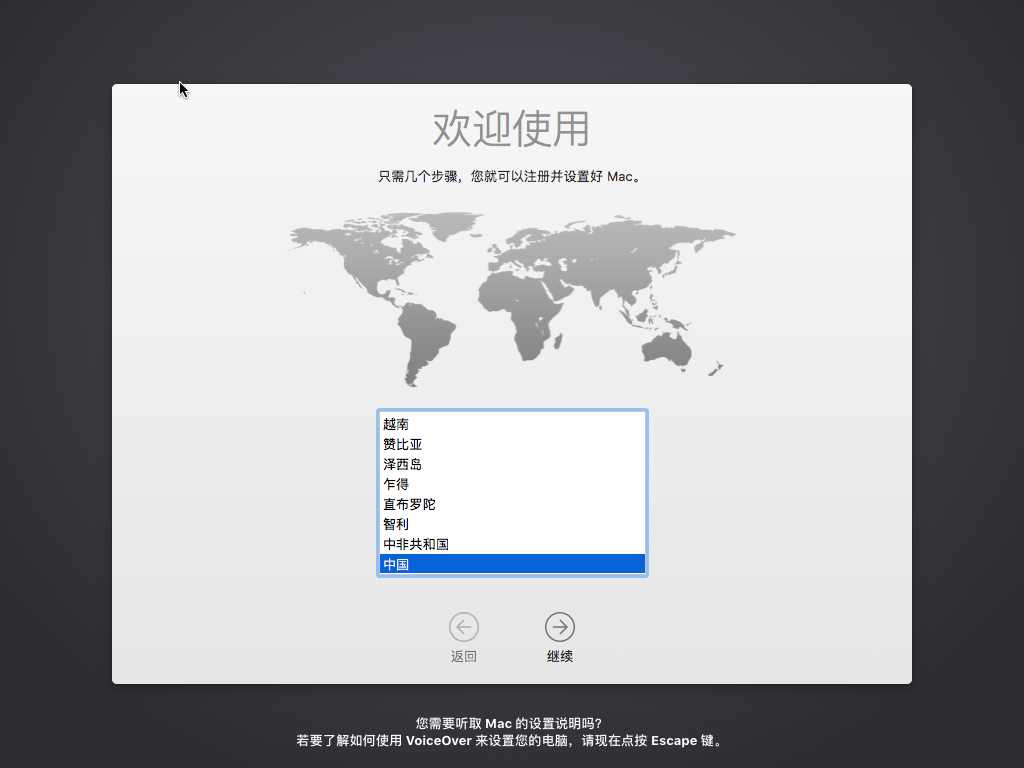 欢迎使用
只需几个步骤，您就可以注册并设置好 Mac。
越南
赞比亚
泽西岛
乍得
直布罗陀
智利
中非共和国
中国
返回
继续
您需要听取 Mac 的设置说明吗？
若要了解如何使用 VoiceOver 来设置您的电脑，请现在点按 Escape 键。